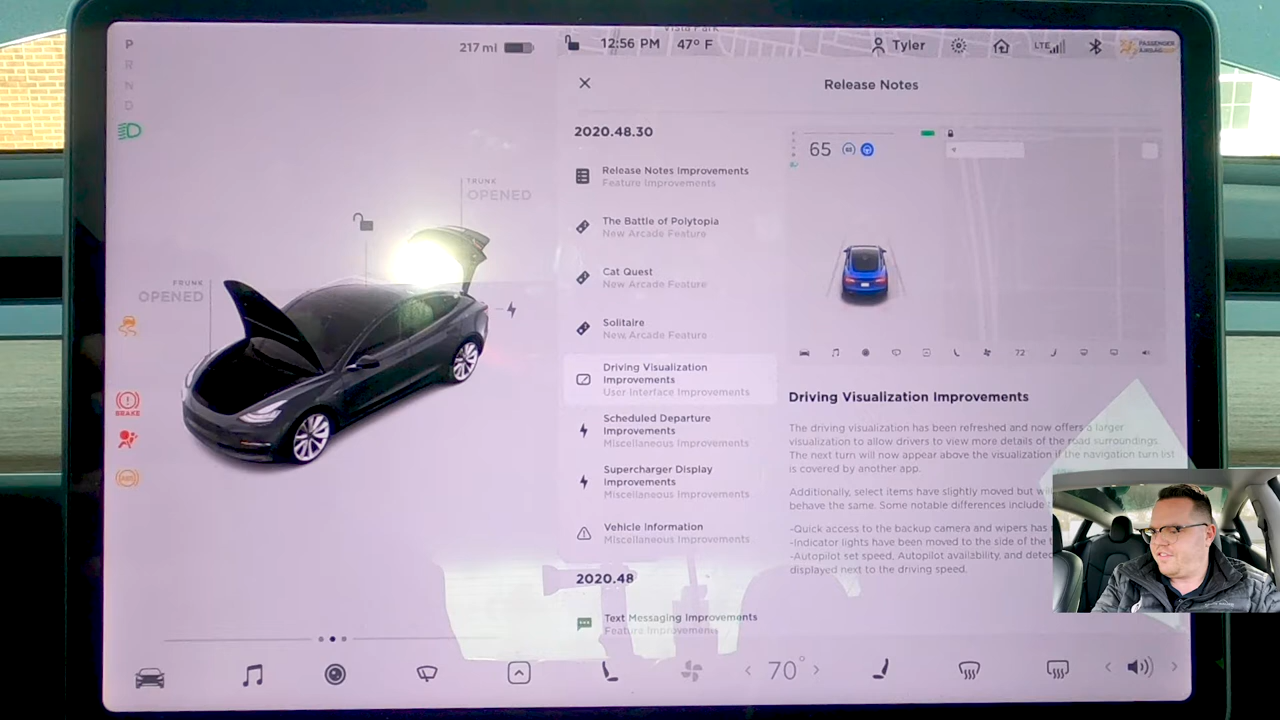 P
R
N
D
217 mi
12:56 PM
47° F
Tyler
LTE
PASSENGER
AIRBAG
Release Notes
TRUNK
OPENED
FRUNK
OPENED
BRAKE
ABS
2020.48.30
Release Notes Improvements
Feature Improvements
The Battle of Polytopia
New Arcade Feature
Cat Quest
New Arcade Feature
Solitaire
New Arcade Feature
Driving Visualization
Improvements
User Interface Improvements
Scheduled Departure
Improvements
Miscellaneous Improvements
Supercharger Display
Improvements
Miscellaneous Improvements
Vehicle Information
Miscellaneous Improvements
2020.48
Text Messaging Improvements
Feature Improvements
65
72
Driving Visualization Improvements
The driving visualization has been refreshed and now offers a larger
visualization to allow drivers to view more details of the road surroundings.
The next turn will now appear above the visualization if the navigation turn list
is covered by another app.
Additionally, select items have slightly moved but
behave the same. Some notable differences include
-Quick access to the backup camera and wipers has
-Indicator lights have been moved to the side of the
-Autopilot set speed, Autopilot availability, and
displayed next to the driving speed.
70°